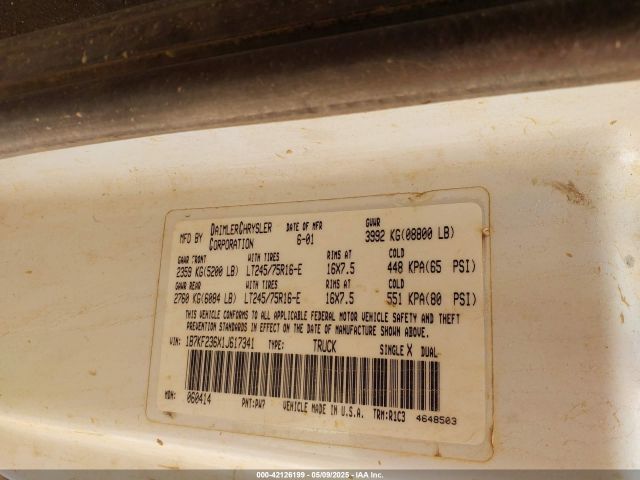 MFD BY DAIMLERCHRYSLER CORPORATION DATE OF MFR 6-01 GVWR 3992 KG(08800 LB)
GAWR FRONT WITH TIRES RIMS AT COLD
2359 KG(5200 LB) LT245/75R16-E 16X7.5 448 KPA(65 PSI)
GAWR REAR WITH TIRES RIMS AT COLD
2760 KG(6084 LB) LT245/75R16-E 16X7.5 551 KPA(80 PSI)
THIS VEHICLE CONFORMS TO ALL APPLICABLE FEDERAL MOTOR VEHICLE SAFETY AND THEFT
PREVENTION STANDARDS IN EFFECT ON THE DATE OF MANUFACTURE SHOWN ABOVE.
VIN: 1B7KF236X1J617341 TYPE: TRUCK SINGLE X DUAL
MDH: 060414 PNT:PW7 VEHICLE MADE IN U.S.A. TRM:R1C3 4648503
000-42126199 - 05/09/2025 - IAA Inc.